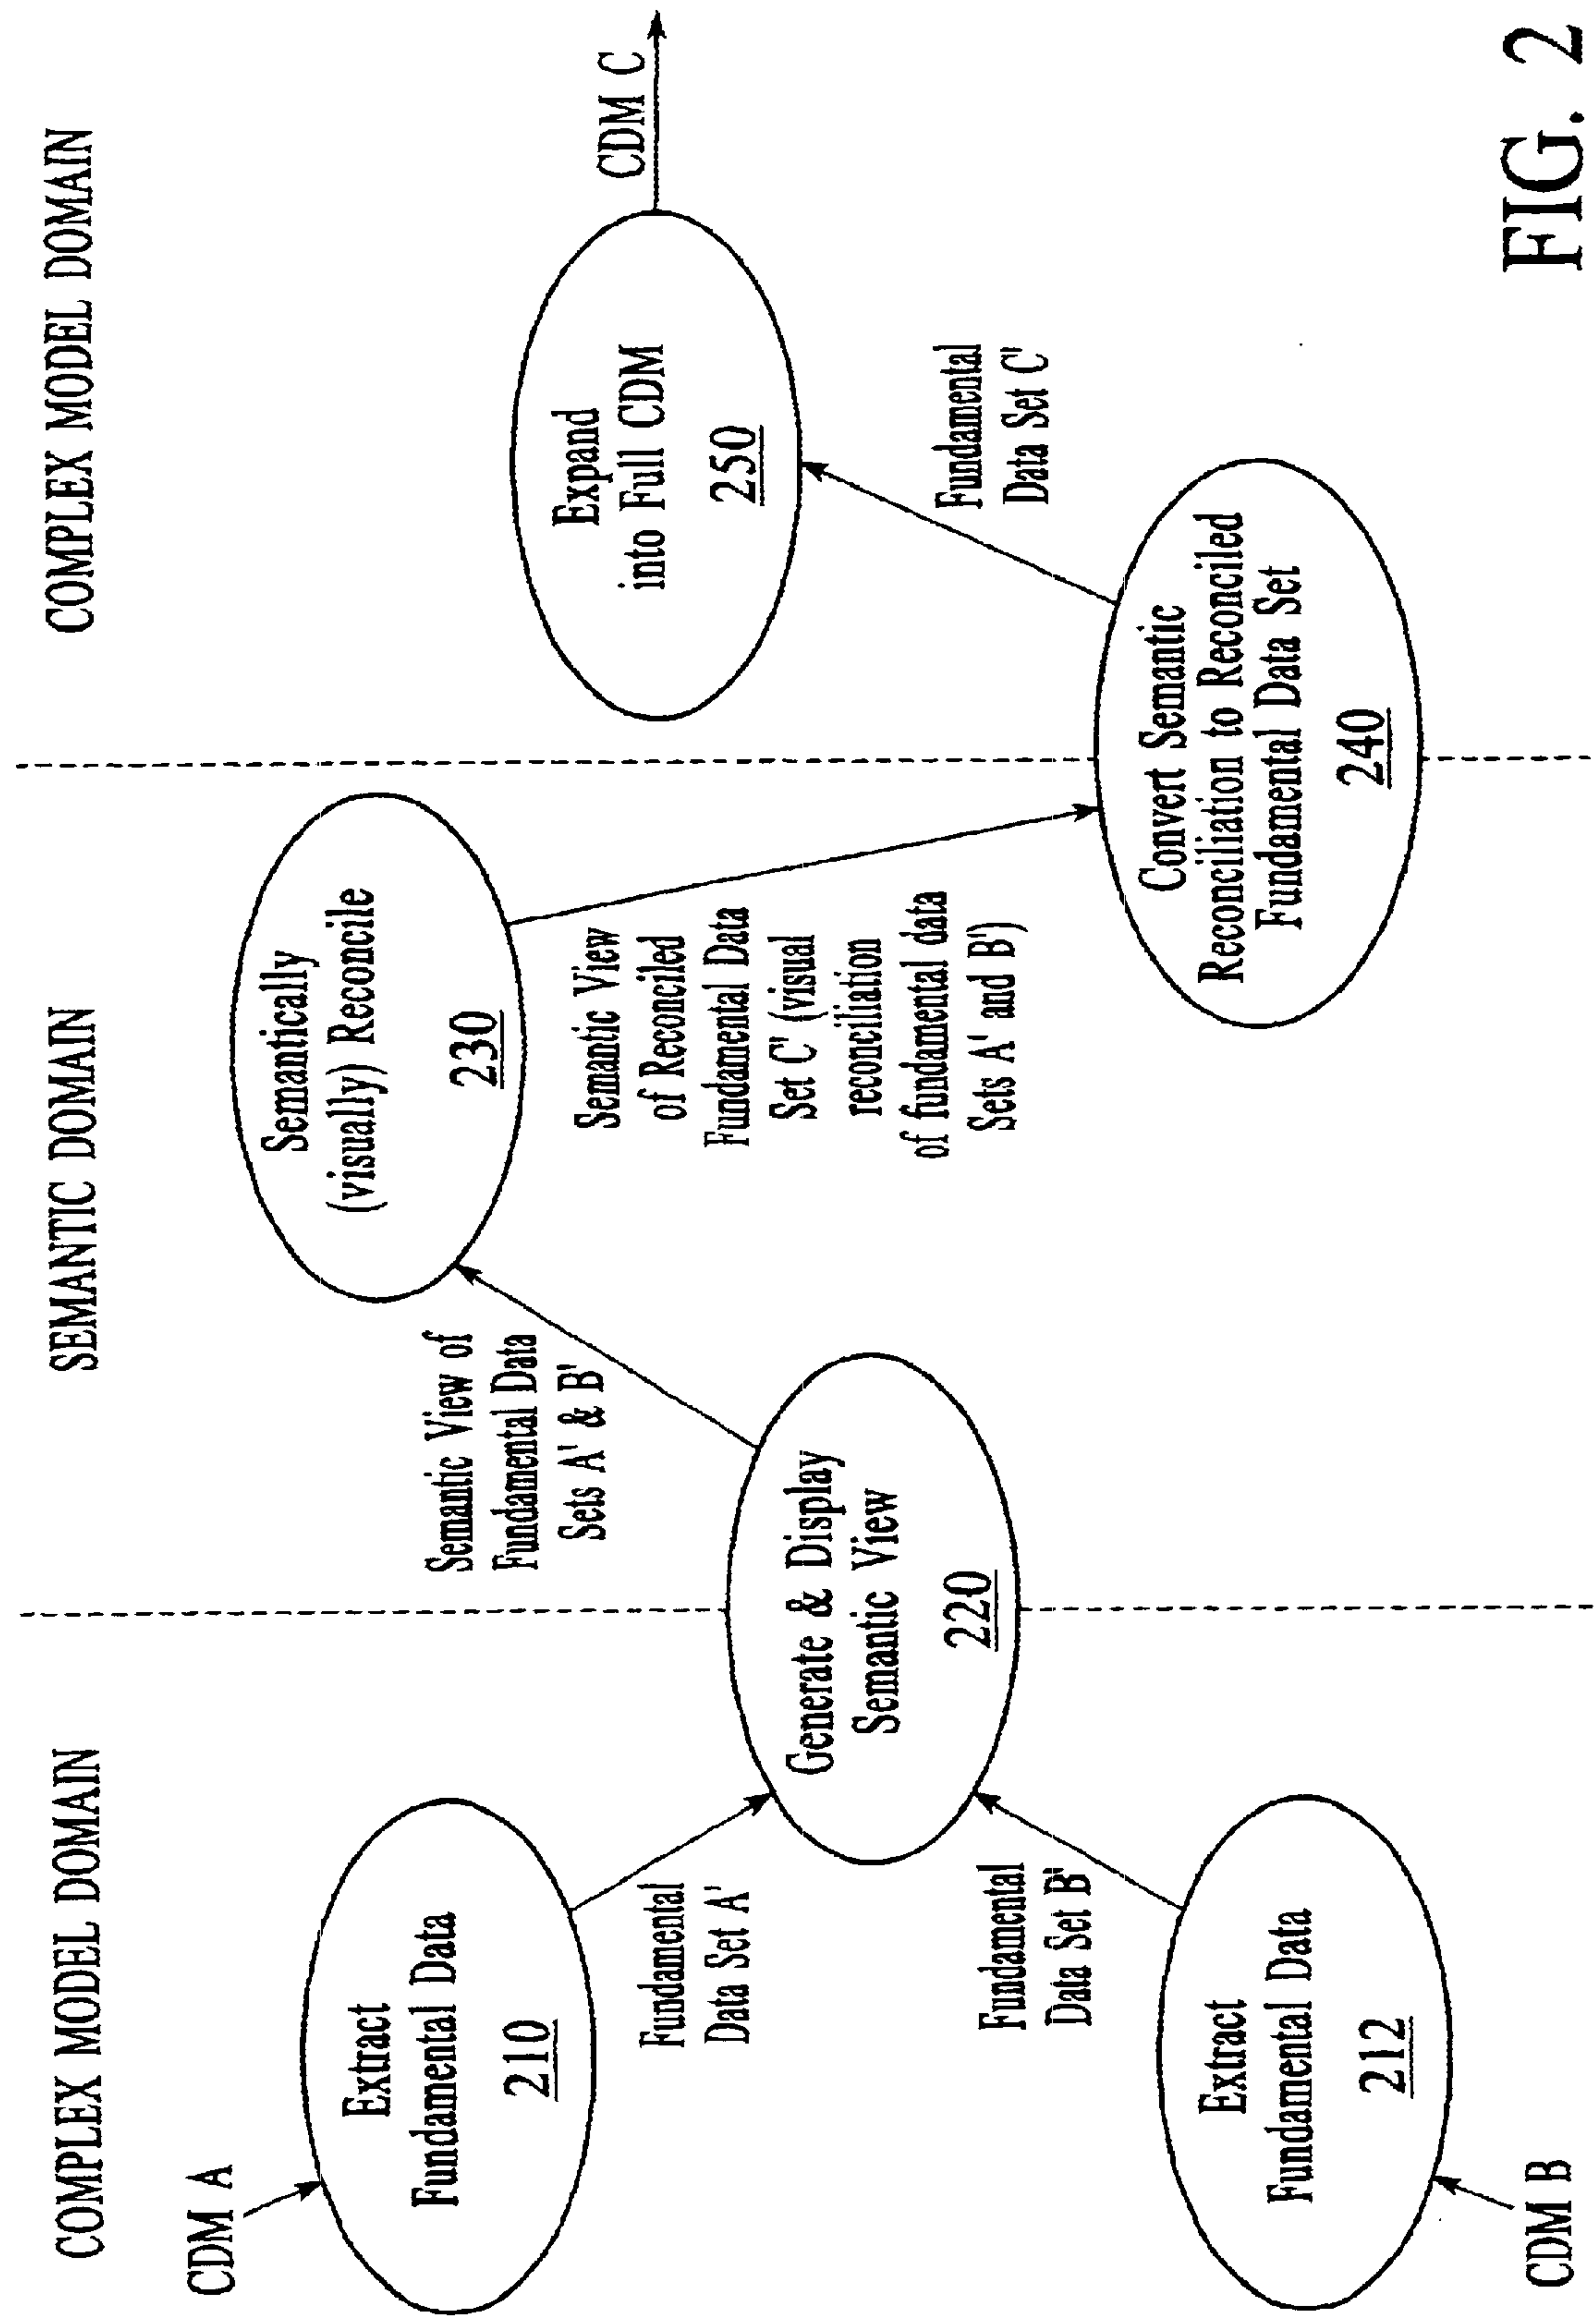 COMPLEX MODEL DOMAIN
SEMANTIC DOMAIN
COMPLEX MODEL DOMAIN
CDM A
Extract
Fundamental Data
210
Fundamental
Data Set A'
CDM B
Extract
Fundamental Data
212
Fundamental
Data Set B'
Generate & Display
Semantic View
220
Semantic View of
Fundamental Data
Sets A' & B'
Semantically
(visually) Reconcile
230
Semantic View
of Reconciled
Fundamental Data
Set C' (visual
reconciliation
of fundamental data
Sets A' and B')
Convert Semantic
Reconciliation to Reconciled
Fundamental Data Set
240
Fundamental
Data Set C'
Expand
into Full CDM
250
CDM C
FIG. 2